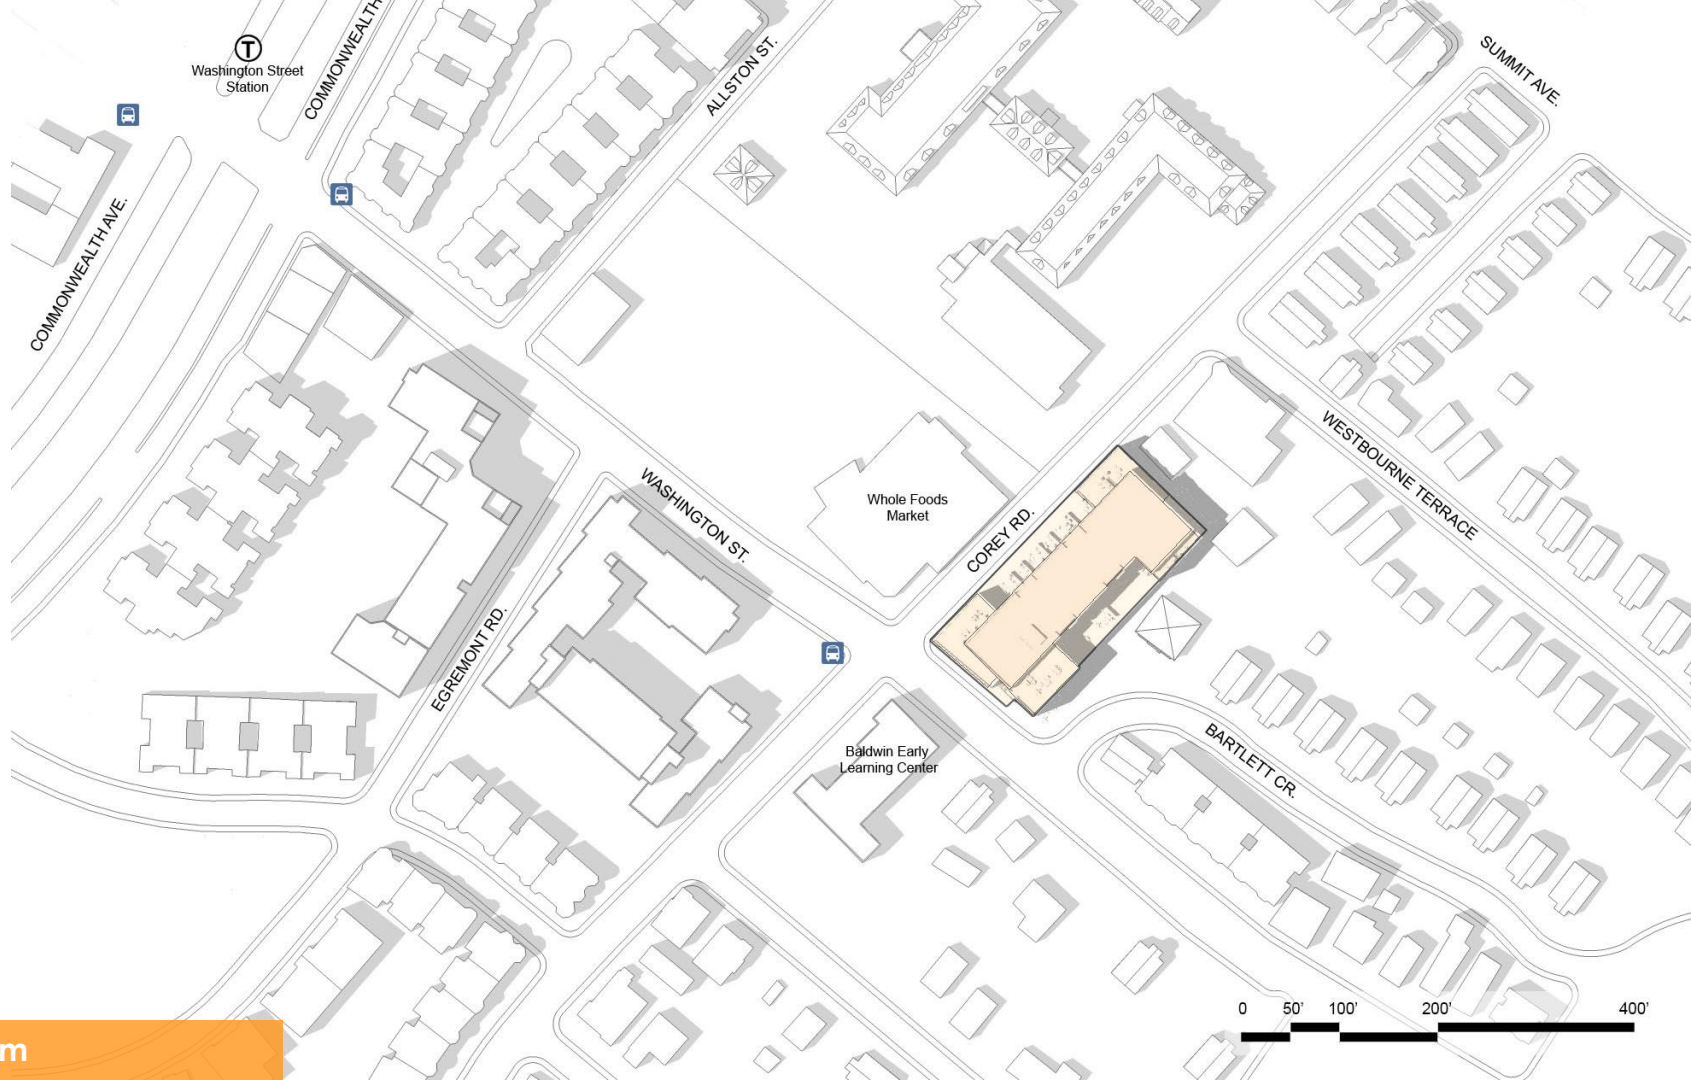 COMMONWEALTH
T
Washington Street
Station
ALLSTON ST.
SUMMIT AVE.
COMMONWEALTH AVE.
WESTBOURNE TERRACE
WASHINGTON ST.
Whole Foods
Market
COREY RD.
EGREMONT RD.
Baldwin Early
Learning Center
BARTLETT CR.
0 50' 100' 200' 400'
m